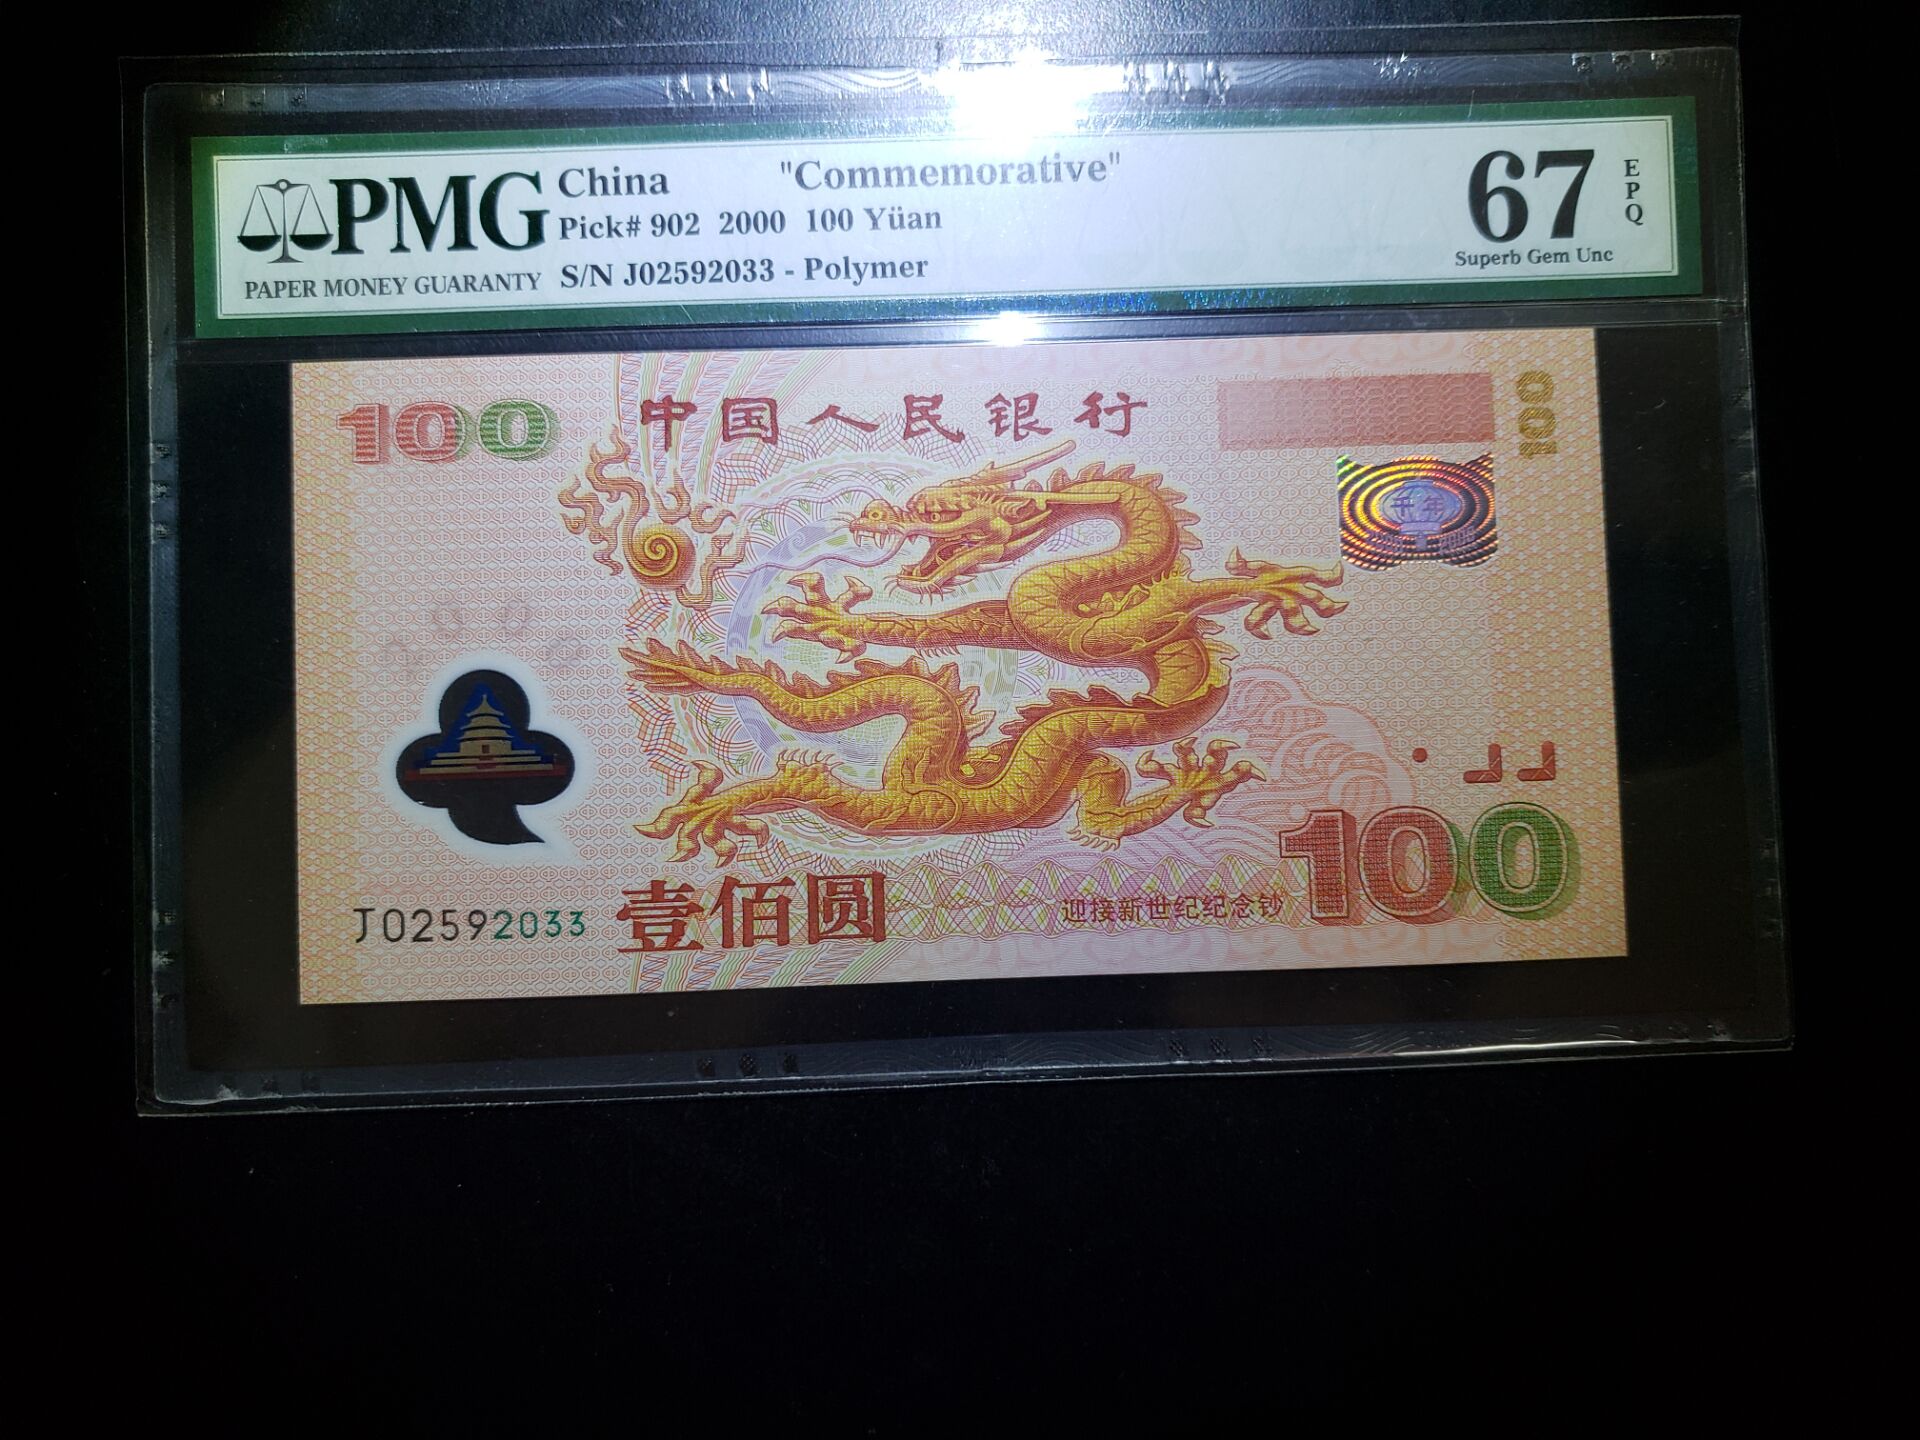 PMG
PAPER MONEY GUARANTY
China "Commemorative"
Pick# 902 2000 100 Yüan
S/N J02592033 - Polymer
67
EPQ
Superb Gem Unc
100
中国人民银行
100
千年
J02592033
壹佰圆
迎接新世纪纪念钞
100